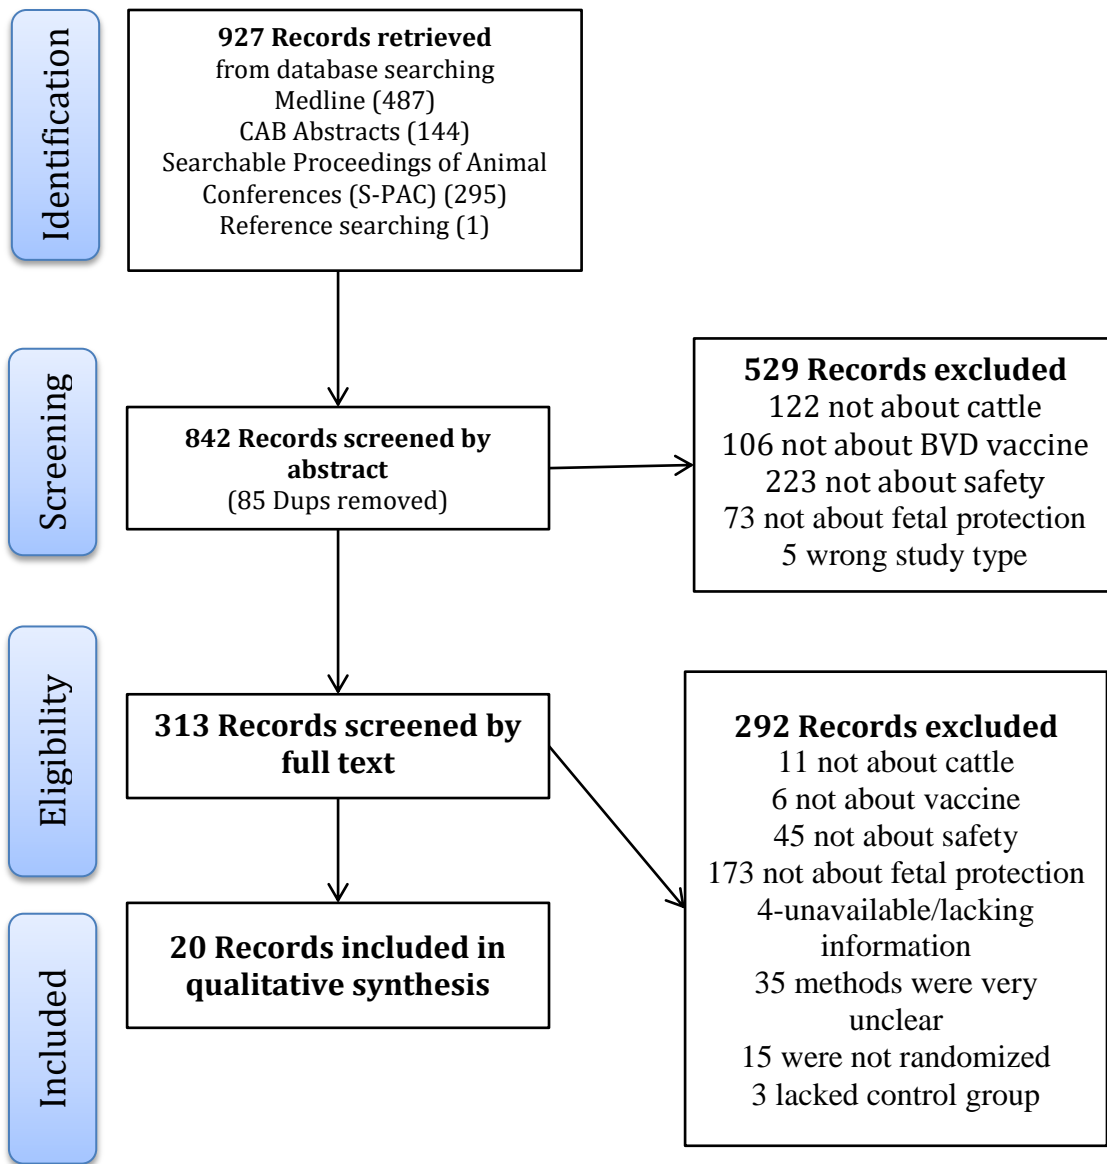 Identification
927 Records retrieved
from database searching
Medline (487)
CAB Abstracts (144)
Searchable Proceedings of Animal
Conferences (S-PAC) (295)
Reference searching (1)
Screening
842 Records screened by
abstract
(85 Dups removed)
529 Records excluded
122 not about cattle
106 not about BVD vaccine
223 not about safety
73 not about fetal protection
5 wrong study type
Eligibility
313 Records screened by
full text
292 Records excluded
11 not about cattle
6 not about vaccine
45 not about safety
173 not about fetal protection
4-unavailable/lacking
information
35 methods were very
unclear
15 were not randomized
3 lacked control group
Included
20 Records included in
qualitative synthesis